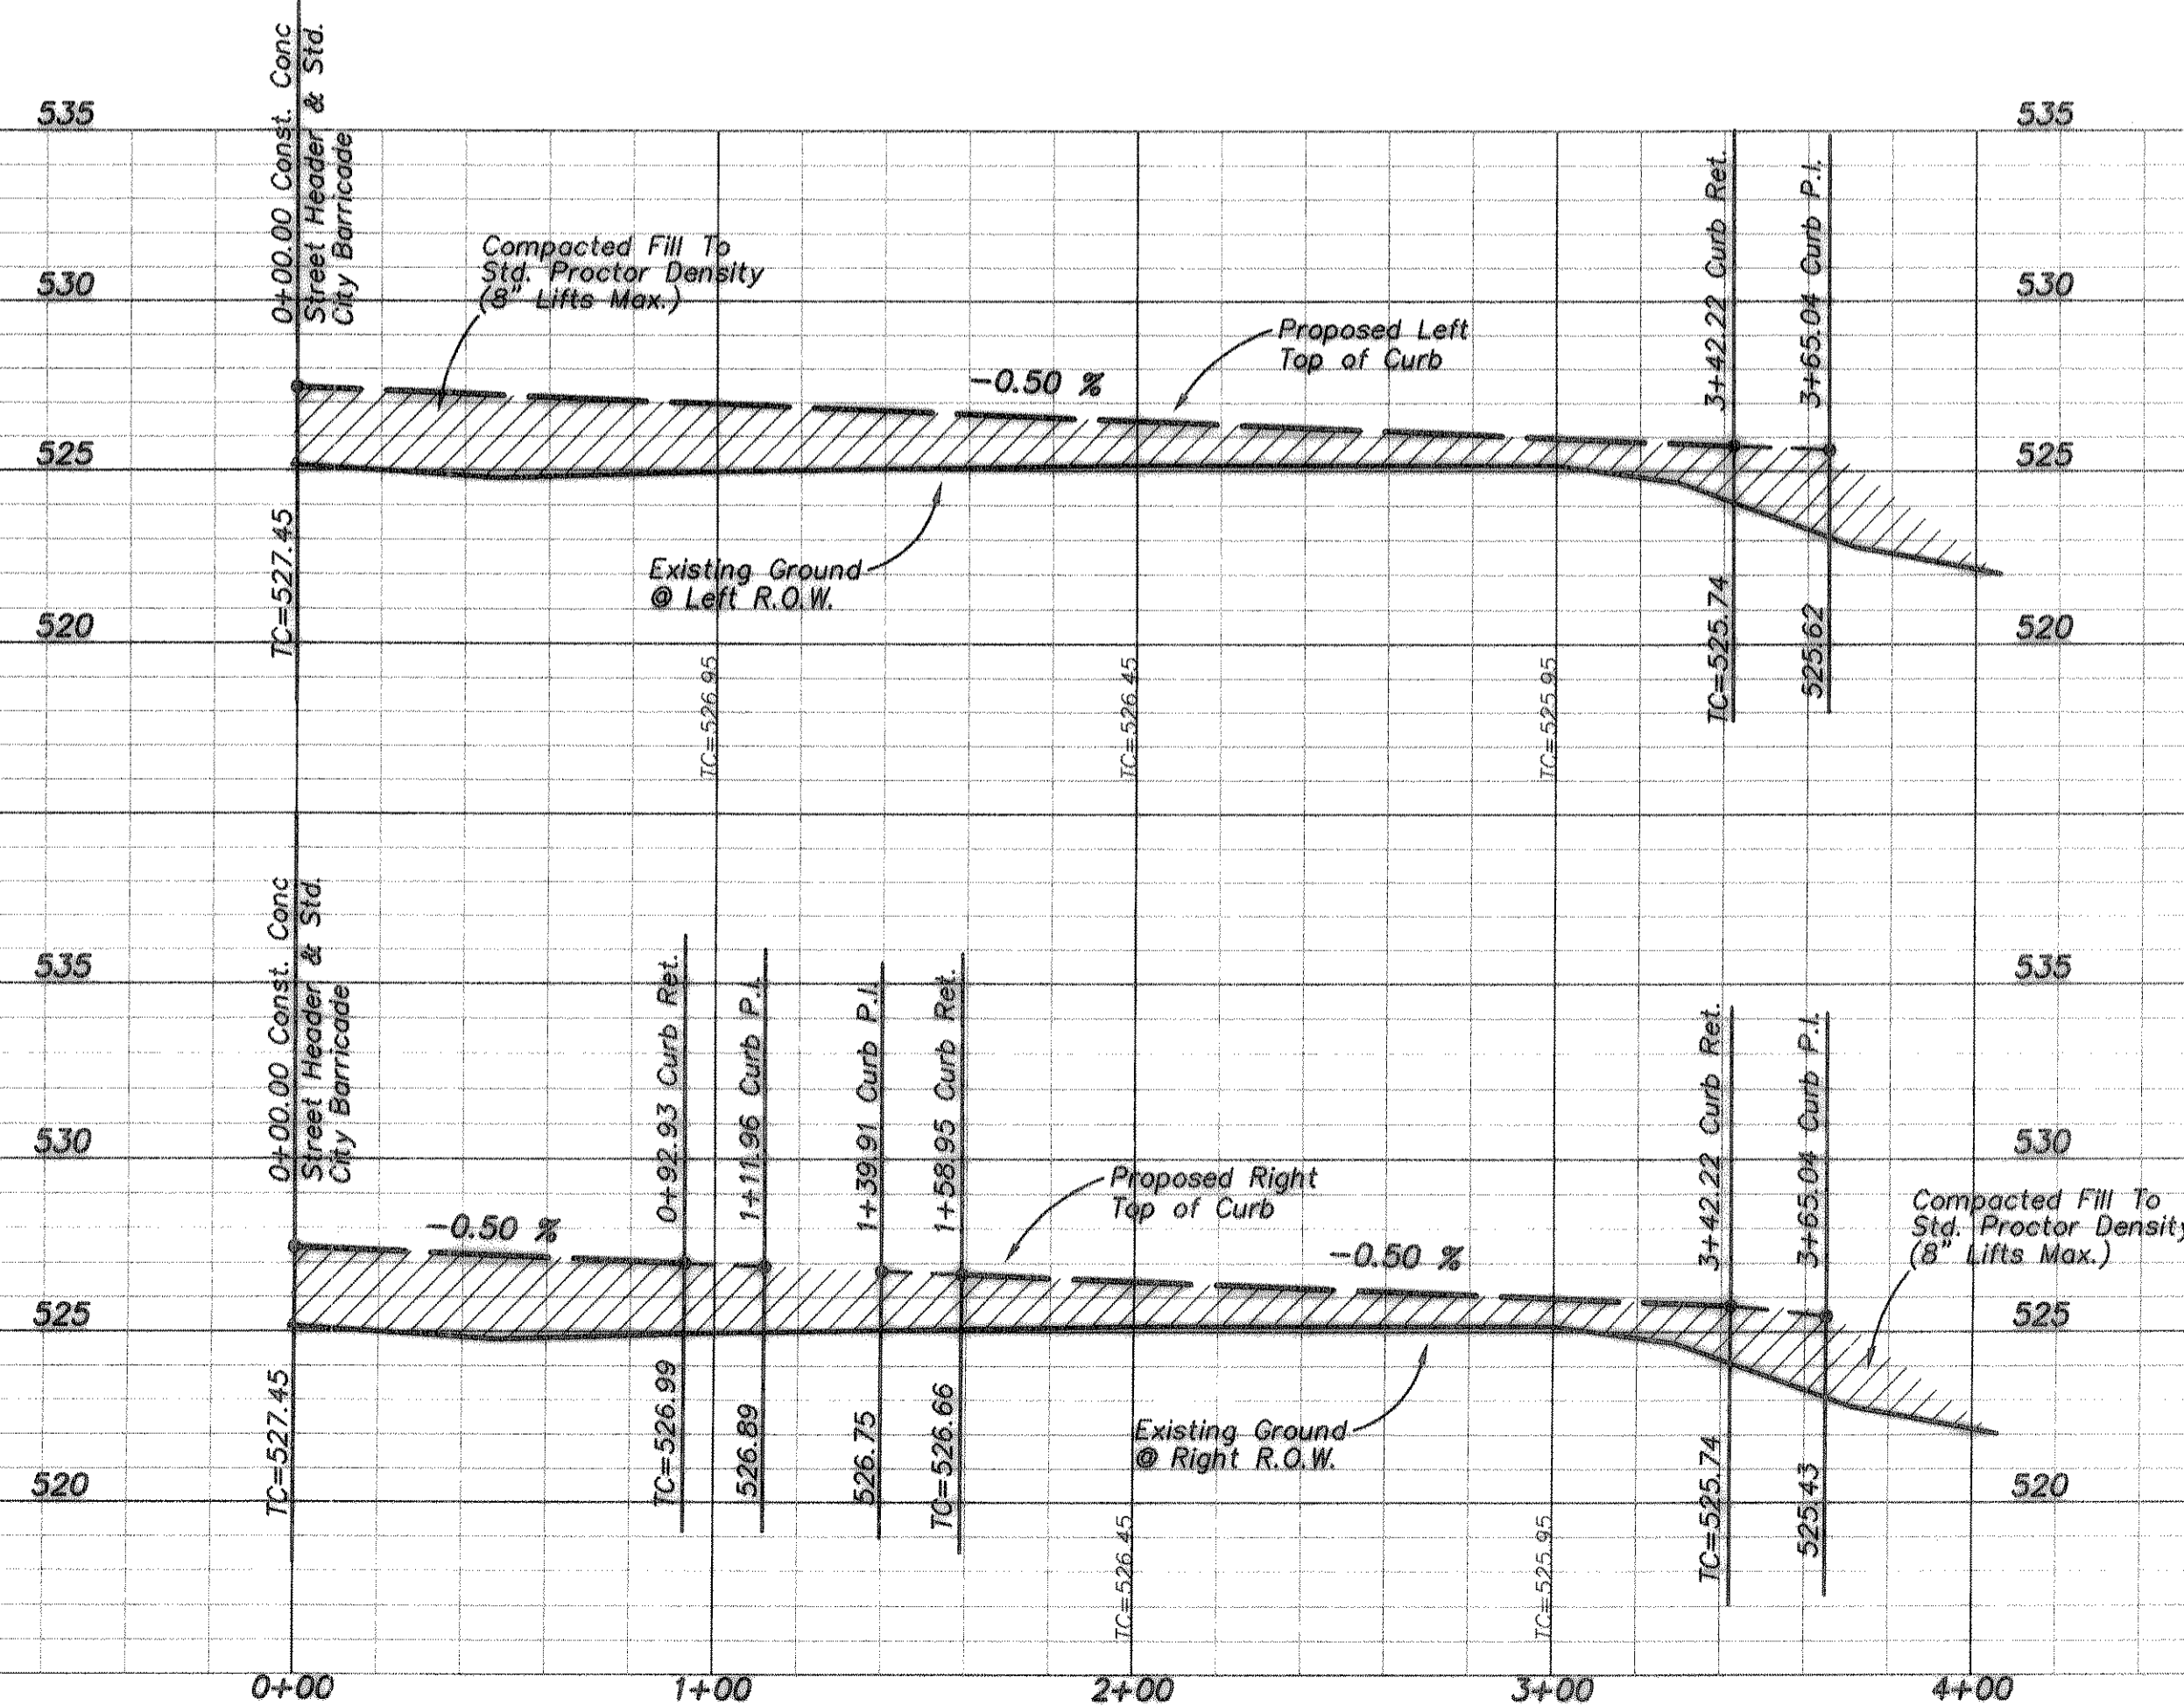 0+00.00 Const. Conc
Street Header & Std.
City Barricade
535
535
3+42.22 Curb Ret.
3+65.04 Curb P.I.
Compacted Fill To
Std. Proctor Density
(8" Lifts Max.)
530
530
Proposed Left
Top of Curb
-0.50 %
525
525
TC=527.45
Existing Ground
@ Left R.O.W.
TC=525.74
525.62
520
520
TC=526.95
TC=526.45
TC=525.95
0+00.00 Const. Conc
Street Header & Std.
City Barricade
535
535
0+92.93 Curb Ret.
1+11.96 Curb P.I.
1+39.91 Curb P.I.
1+58.95 Curb Ret.
3+42.22 Curb Ret.
3+65.04 Curb P.I.
530
530
Proposed Right
Top of Curb
Compacted Fill To
Std. Proctor Density
(8" Lifts Max.)
-0.50 %
-0.50 %
525
525
TC=527.45
TC=526.99
526.89
526.75
TC=526.66
Existing Ground
@ Right R.O.W.
TC=525.74
525.43
520
520
TC=526.45
TC=525.95
0+00
1+00
2+00
3+00
4+00